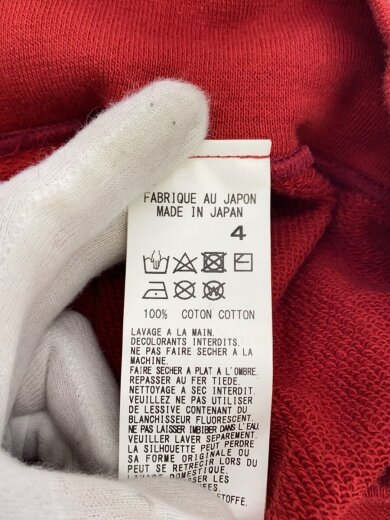 FABRIQUE AU JAPON
MADE IN JAPAN
4
100% COTON COTTON
LAVAGE A LA MAIN.
DECOLORANTS INTERDITS.
NE PAS FAIRE SECHER A LA
MACHINE.
FAIRE SECHER A PLAT A L'OMBRE.
REPASSER AU FER TIEDE.
NETTOYAGE A SEC INTERDIT.
VEUILLEZ NE PAS UTILISER
DE LESSIVE CONTENANT DU
BLANCHISSEUR FLUORESCENT.
NE PAS LAISSER IMBIBER DANS L'EAU
VEUILLER LAVER SEPAREMENT.
LA SILHOUETTE PEUT PERDRE
SA FORME ORIGINALE OU
PEUT SE RETRECIR LORS DU
LAVAGE DOMESTIQUE.
LES